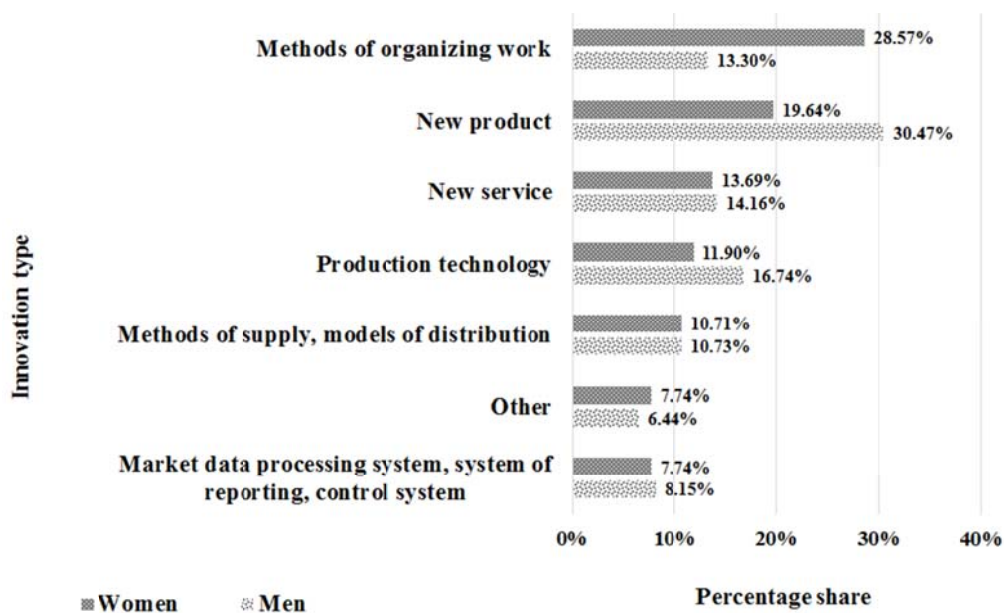 Innovation type
Methods of organizing work
28.57%
13.30%
New product
19.64%
30.47%
New service
13.69%
14.16%
Production technology
11.90%
16.74%
Methods of supply, models of distribution
10.71%
10.73%
Other
7.74%
6.44%
Market data processing system, system of
reporting, control system
7.74%
8.15%
0% 10% 20% 30% 40%
Women Men
Percentage share